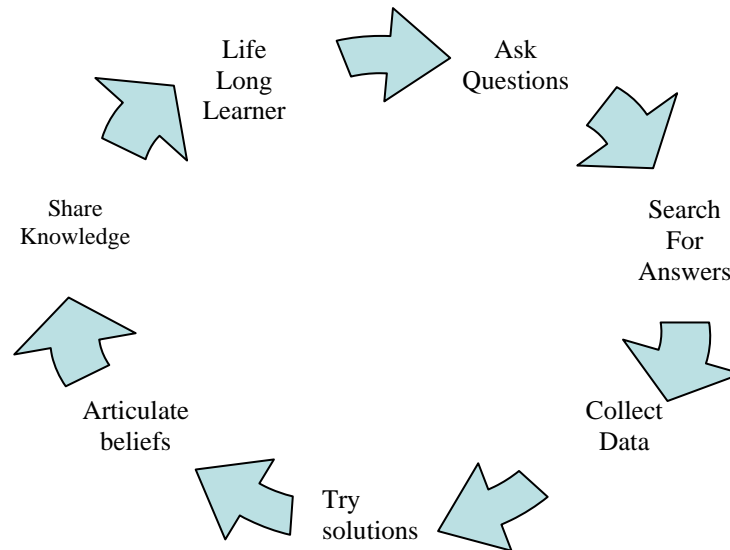 Life
Long
Learner
Ask
Questions
Search
For
Answers
Collect
Data
Try
solutions
Articulate
beliefs
Share
Knowledge